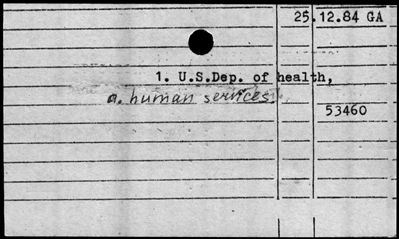 25.12.84 GA
1. U.S.Dep. of health,
a. human services.
53460